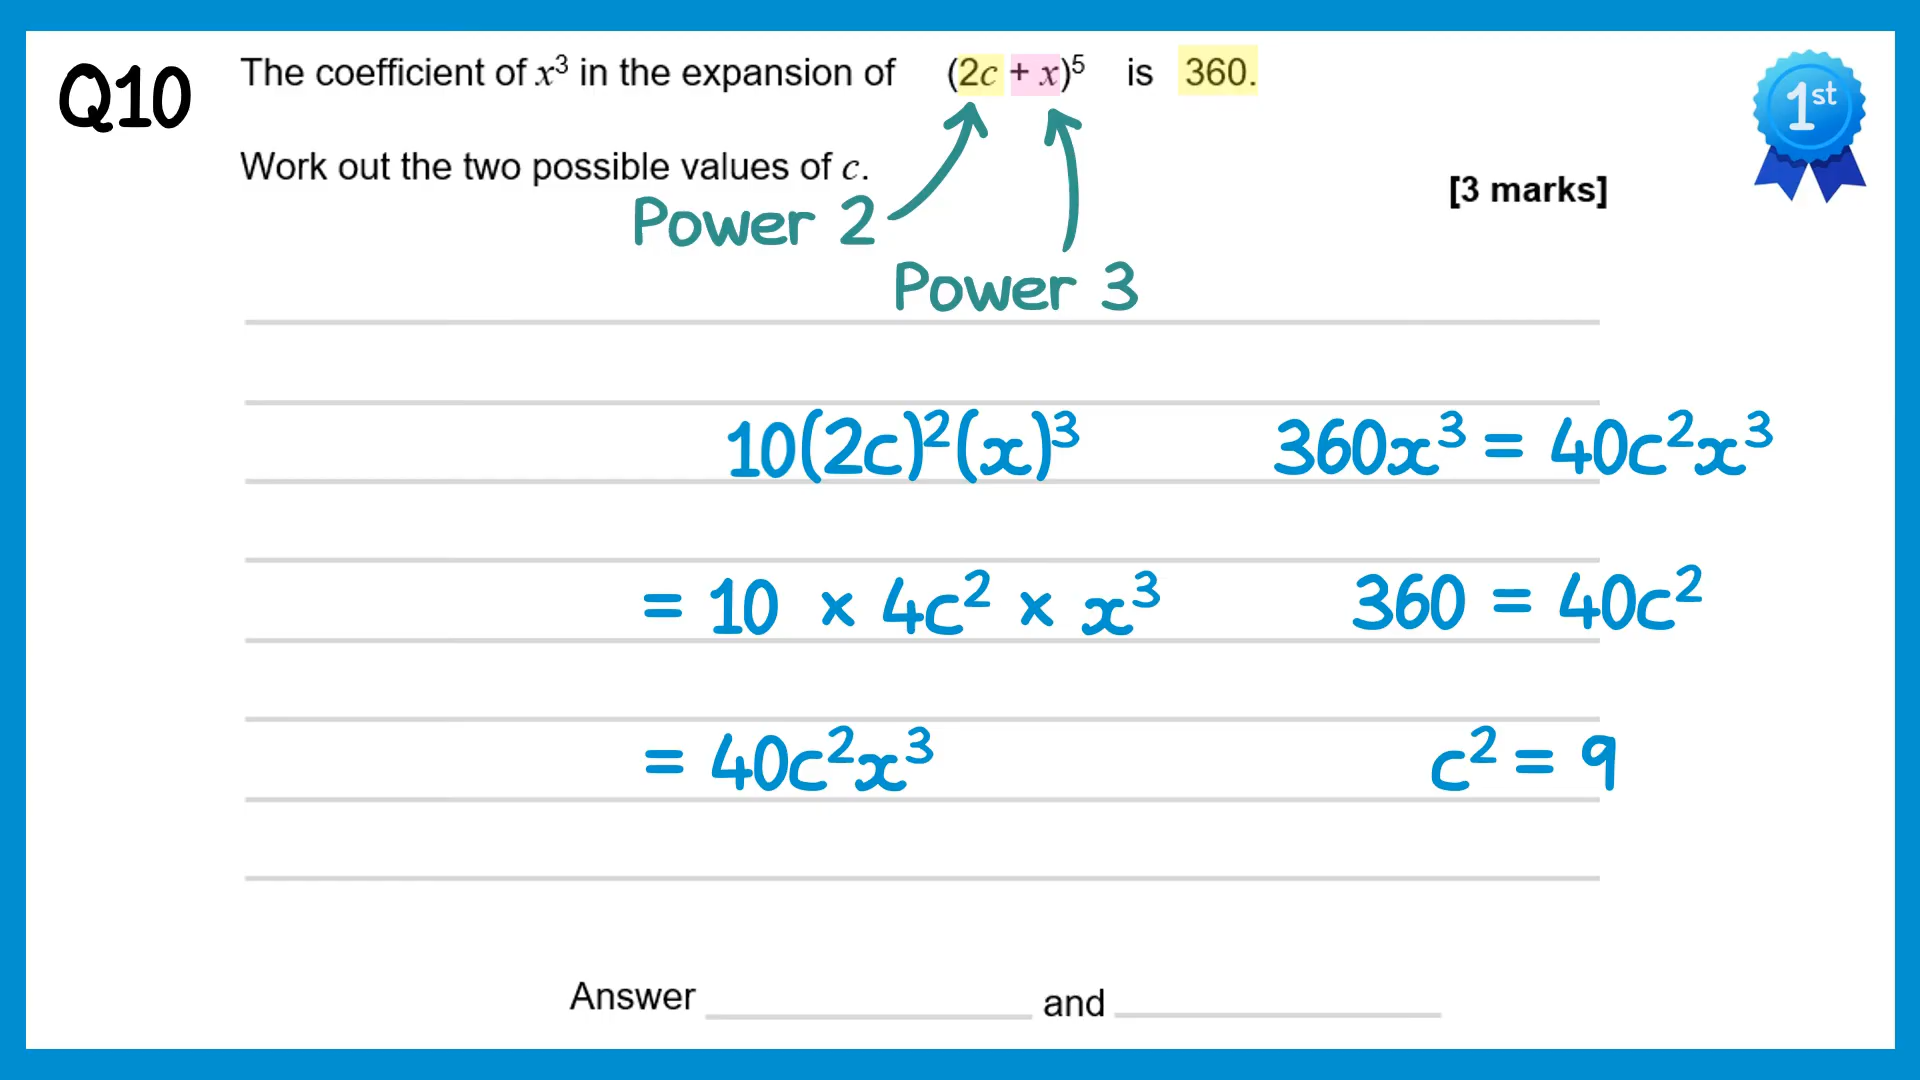 Q10
The coefficient of x³ in the expansion of (2c + x)⁵ is 360.
1st
Work out the two possible values of c.
[3 marks]
Power 2
Power 3
10(2c)²(x)³ 360x³ = 40c²x³
= 10 × 4c² × x³ 360 = 40c²
= 40c²x³ c² = 9
Answer ____ and ____